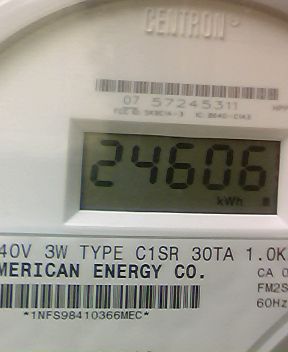 CENTRON
07 57245311
24606
kWh
40V 3W TYPE C1SR 30TA 1.0K
MERICAN ENERGY CO.
CA 0
FM2S
60Hz
*1NFS98410366MEC*